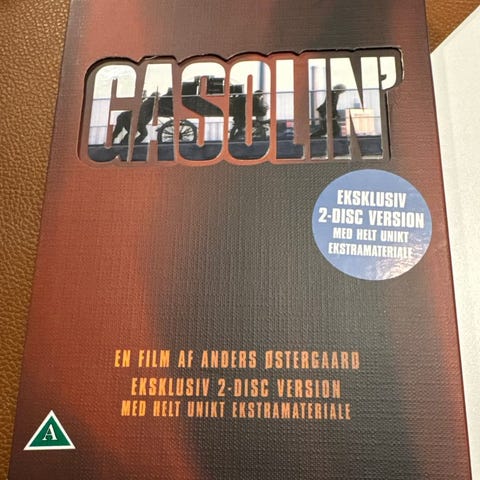 GASOLIN'
EKSKLUSIV
2-DISC VERSION
MED HELT UNIKT
EKSTRAMATERIALE
EN FILM AF ANDERS ØSTERGAARD
EKSKLUSIV 2-DISC VERSION
MED HELT UNIKT EKSTRAMATERIALE
A